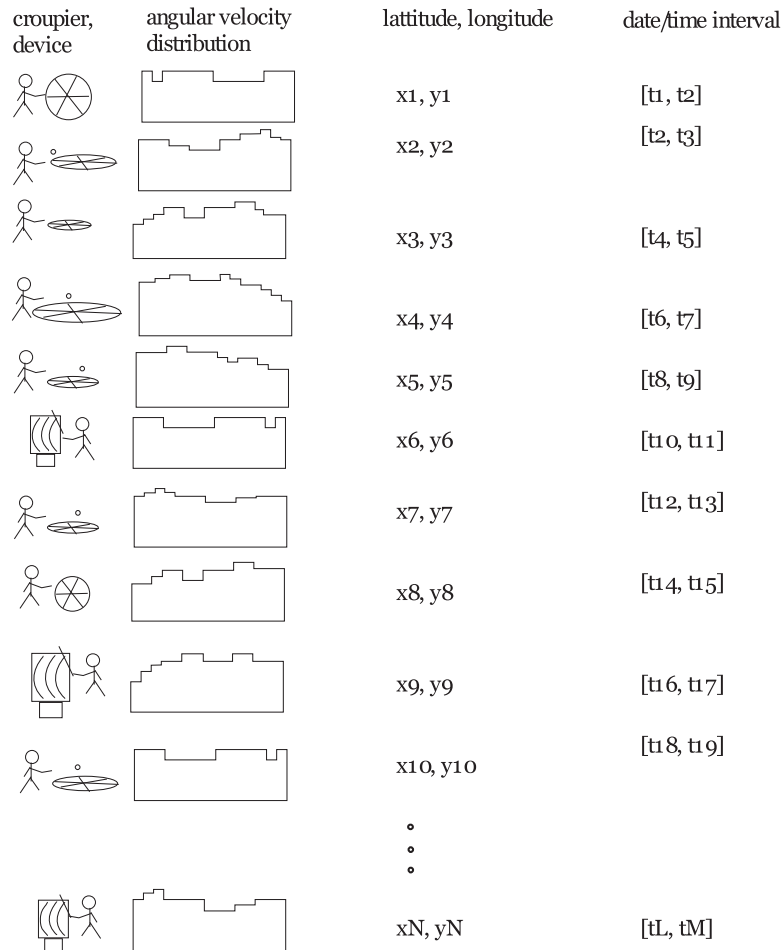 croupier, device
angular velocity distribution
lattitude, longitude
date/time interval
x1, y1 [t1, t2]
x2, y2 [t2, t3]
x3, y3 [t4, t5]
x4, y4 [t6, t7]
x5, y5 [t8, t9]
x6, y6 [t10, t11]
x7, y7 [t12, t13]
x8, y8 [t14, t15]
x9, y9 [t16, t17]
x10, y10 [t18, t19]
xN, yN [tL, tM]